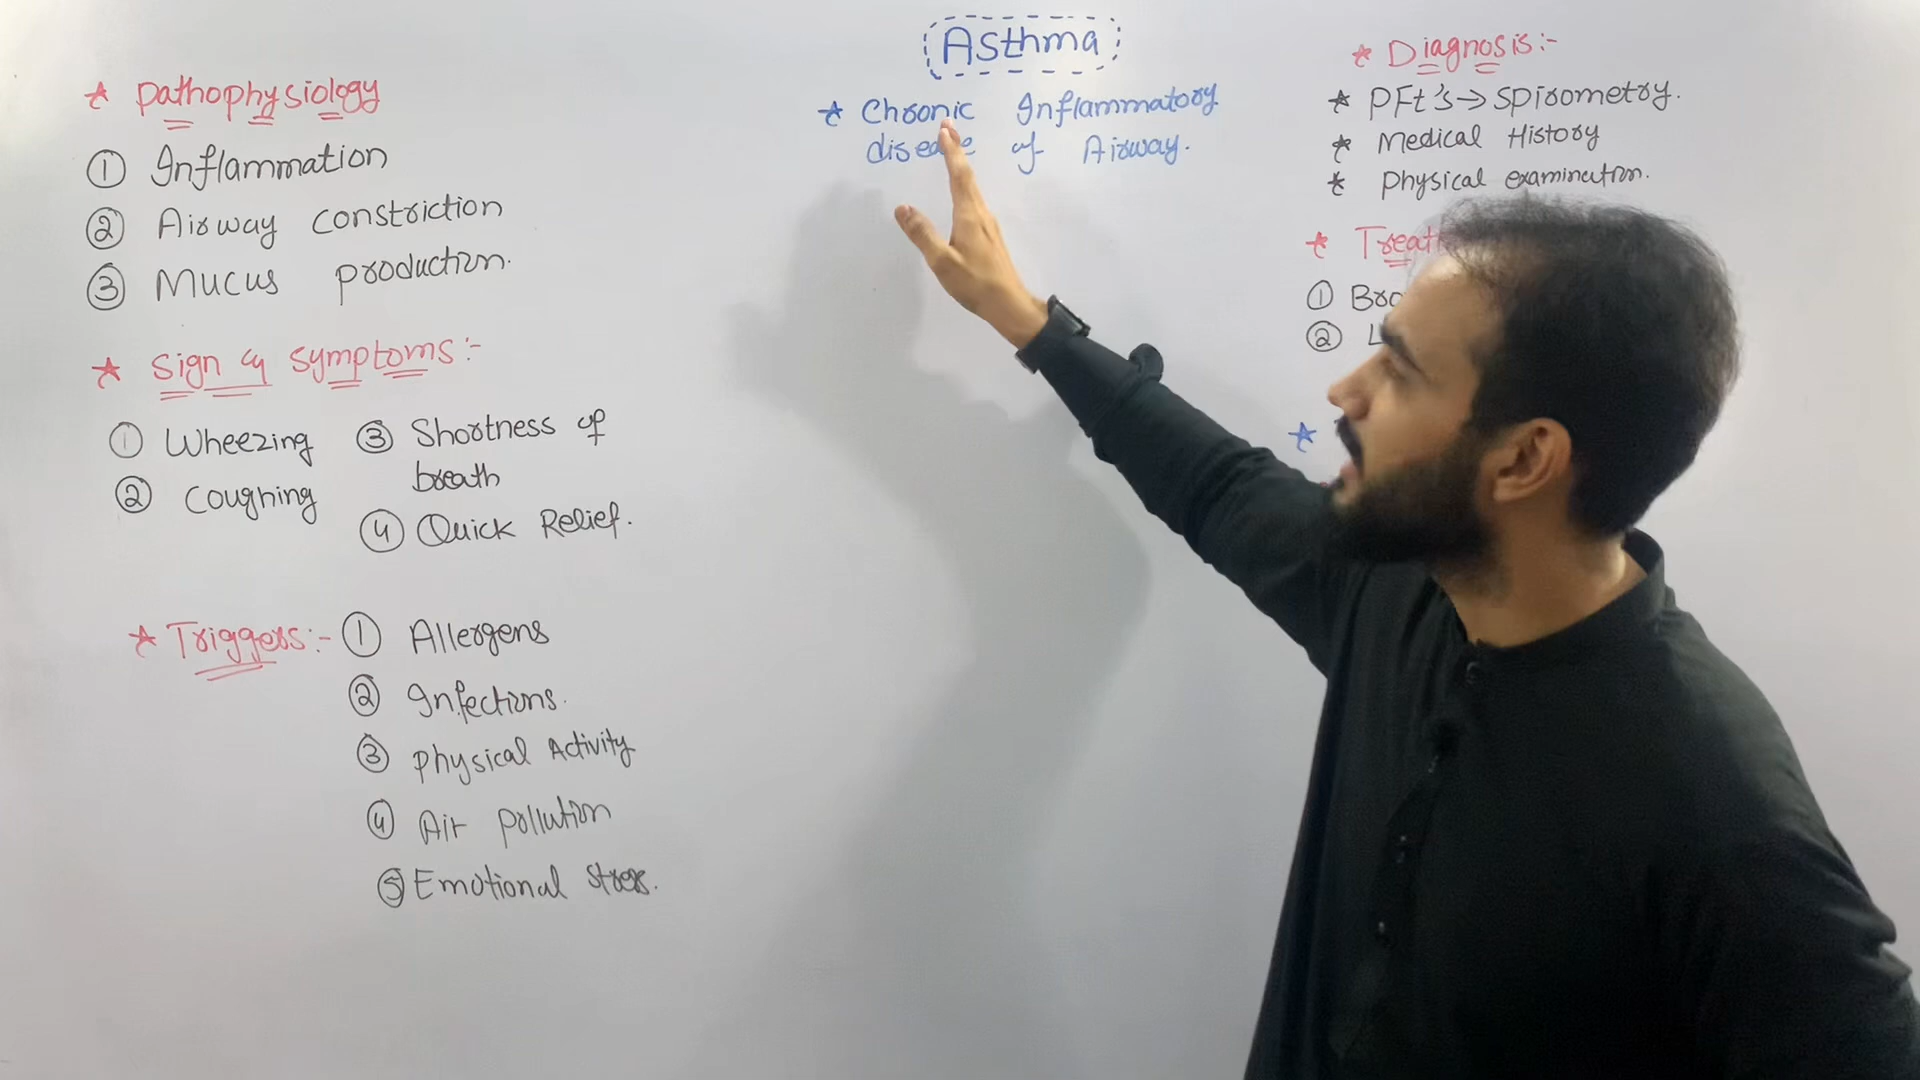 Asthma
★ Chronic Inflammatory
disease of Airway.
★ Pathophysiology
① Inflammation
② Airway constriction
③ Mucus production.
★ Sign & symptoms:-
① Wheezing
② Coughing
③ Shortness of
breath
④ Quick Relief.
★ Triggers:-
① Allergens
② Infections.
③ Physical Activity
④ Air pollution
⑤ Emotional stress.
★ Diagnosis:-
★ PFt's→spirometry.
★ Medical History
★ Physical examination.
★
①
②
★